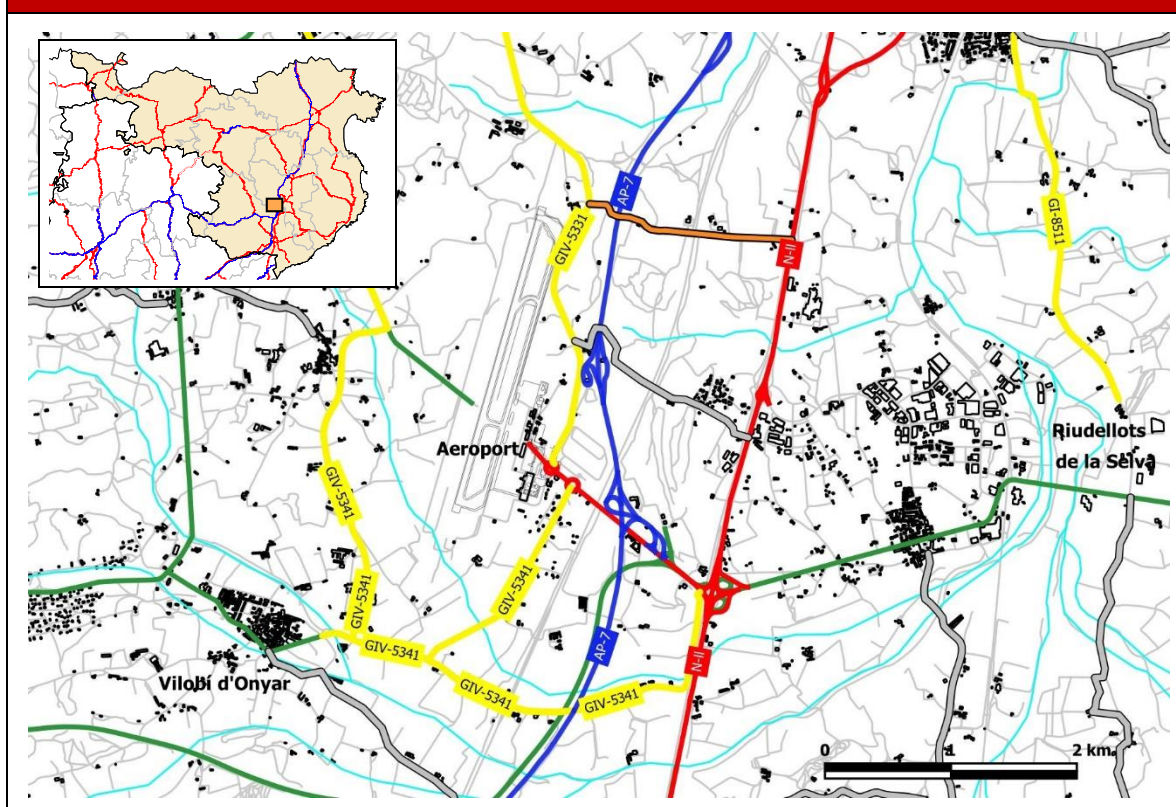 AP-7
GIV-5331
N-II
GI-8511
Aeroport
Riudellots
de la Selva
GIV-5341
GIV-5341
GIV-5341
GIV-5341
AP-7
N-II
Vilobí d'Onyar
GIV-5341
GIV-5341
0 1 2 km